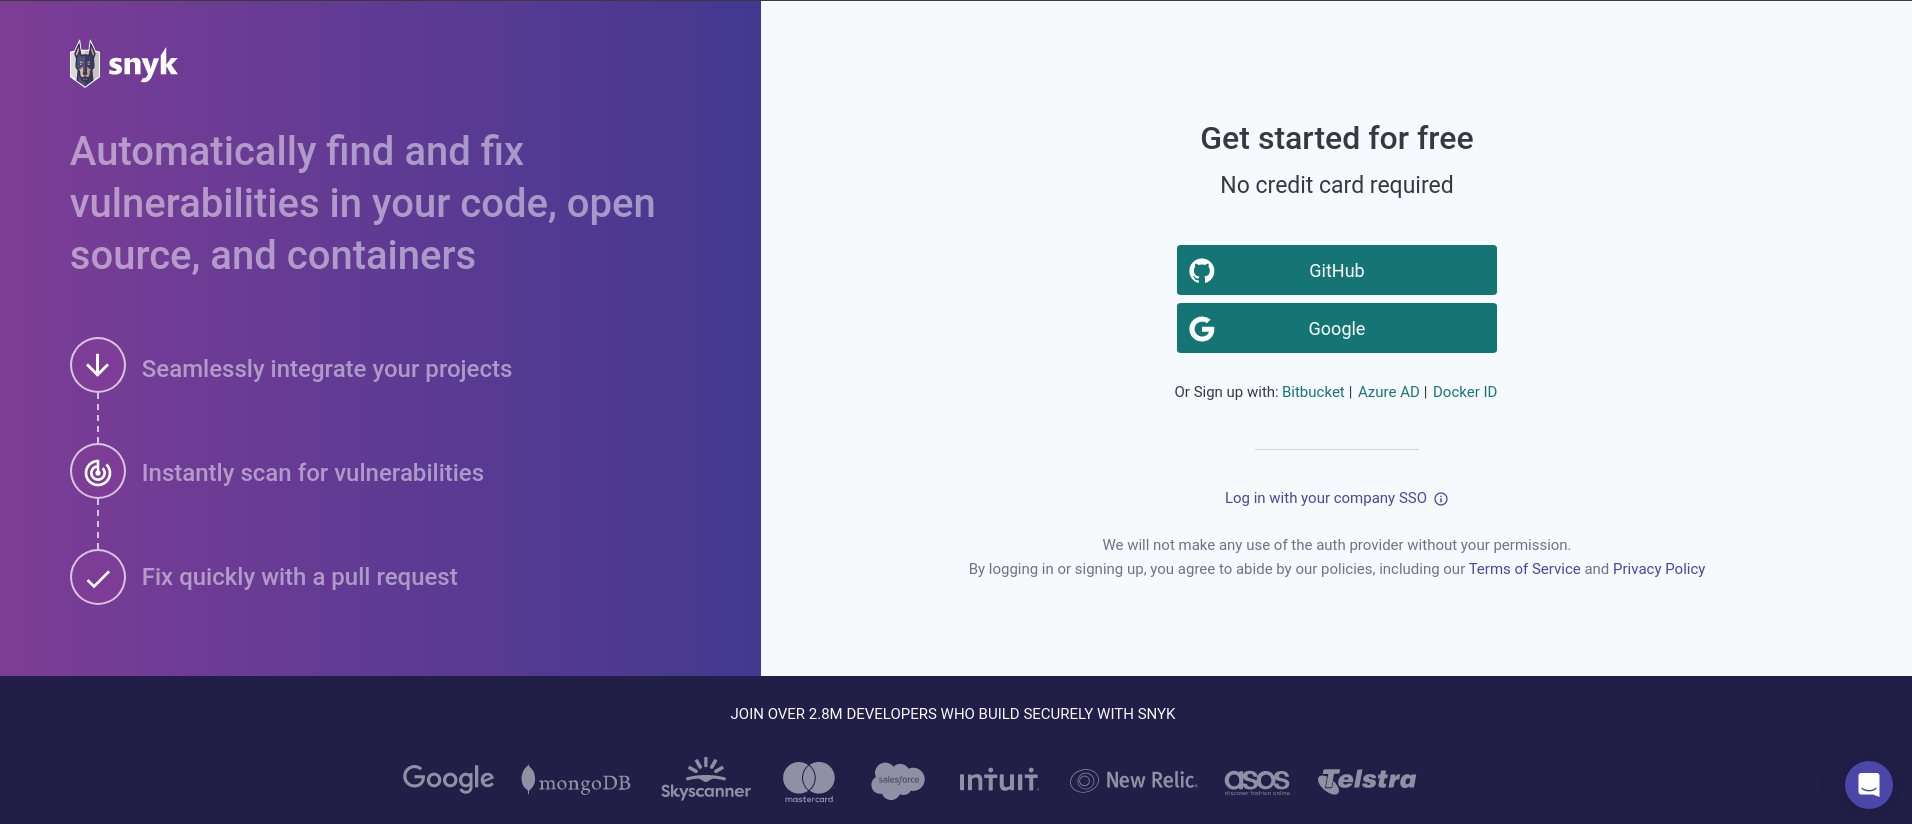 snyk
Automatically find and fix
vulnerabilities in your code, open
source, and containers
Seamlessly integrate your projects
Instantly scan for vulnerabilities
Fix quickly with a pull request
Get started for free
No credit card required
GitHub
Google
Or Sign up with: Bitbucket | Azure AD | Docker ID
Log in with your company SSO
We will not make any use of the auth provider without your permission.
By logging in or signing up, you agree to abide by our policies, including our Terms of Service and Privacy Policy
JOIN OVER 2.8M DEVELOPERS WHO BUILD SECURELY WITH SNYK
Google mongoDB Skyscanner mastercard salesforce intuit New Relic. asos Telstra
discover fashion online